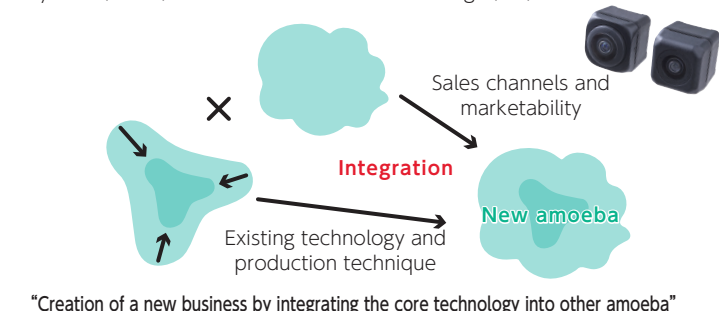 Sales channels and
marketability
Integration
New amoeba
Existing technology and
production technique
“Creation of a new business by integrating the core technology into other amoeba”